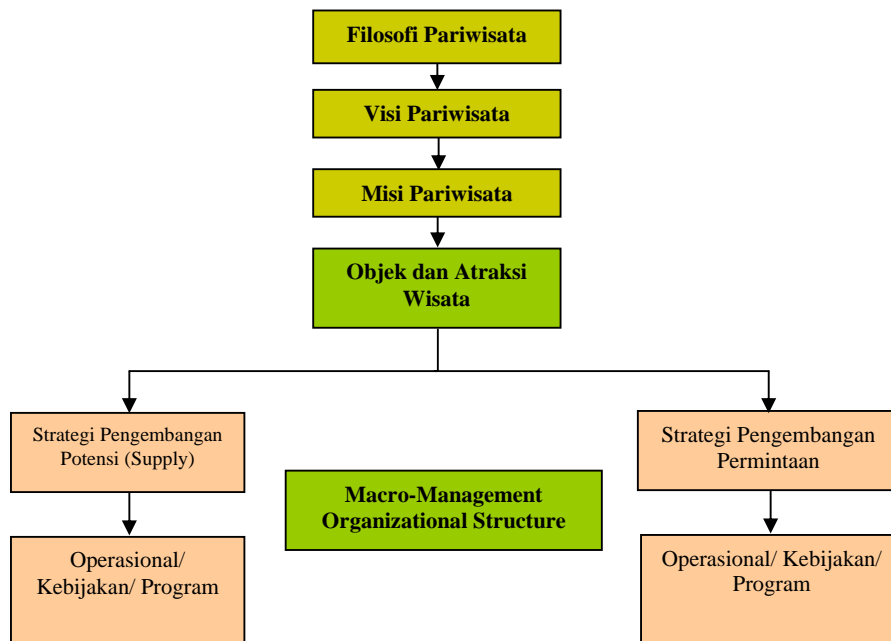 Filosofi Pariwisata
Visi Pariwisata
Misi Pariwisata
Objek dan Atraksi
Wisata
Strategi Pengembangan
Potensi (Supply)
Strategi Pengembangan
Permintaan
Macro-Management
Organizational Structure
Operasional/
Kebijakan/ Program
Operasional/ Kebijakan/
Program